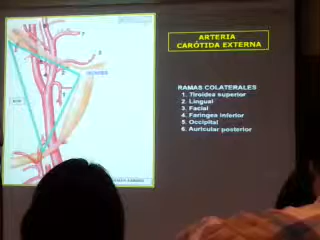 ARTERIA
CARÓTIDA EXTERNA
RAMAS COLATERALES
1. Tiroidea superior
2. Lingual
3. Facial
4. Faríngea inferior
5. Occipital
6. Auricular posterior